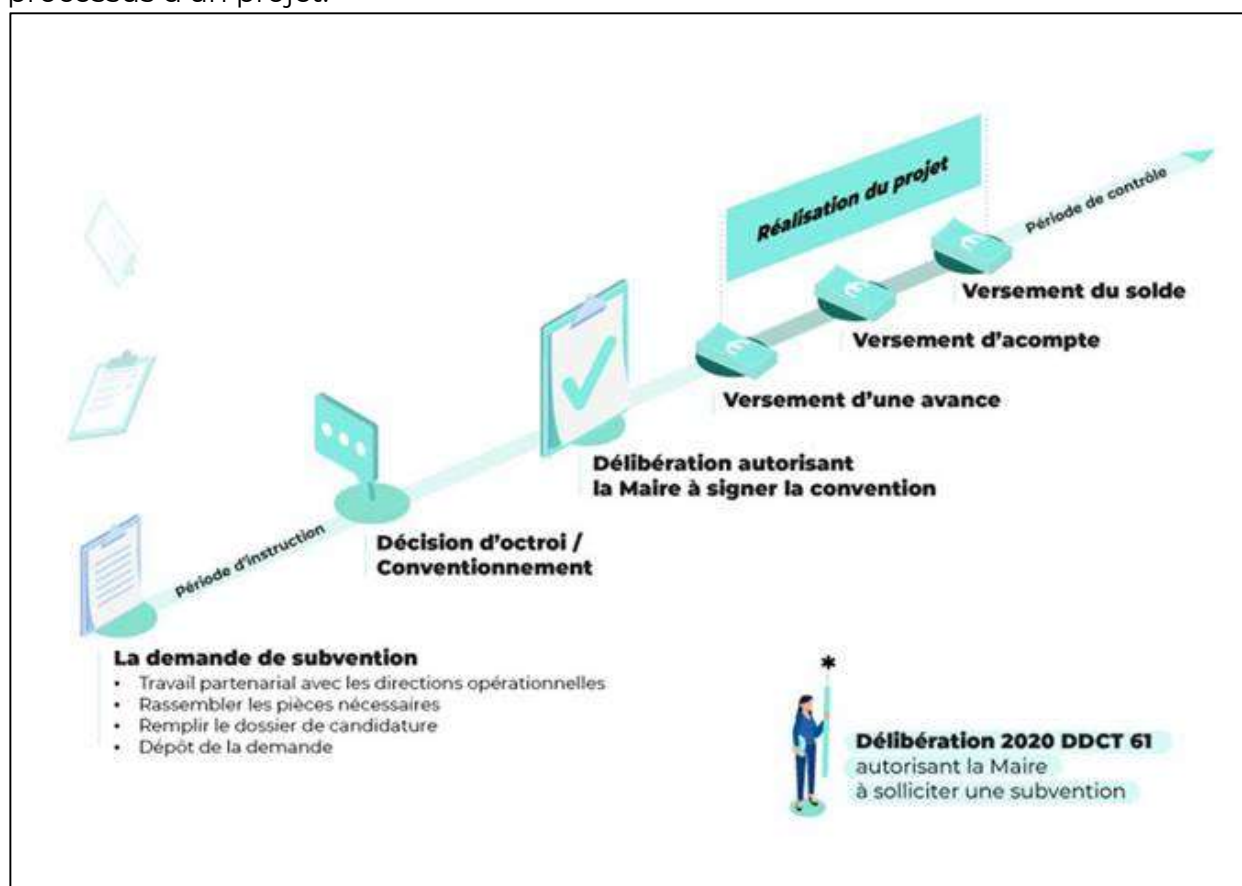 processus d'un projet.
Réalisation du projet
Période de contrôle
Versement du solde
Versement d'acompte
Versement d'une avance
Délibération autorisant
la Maire à signer la convention
Période d'instruction
Décision d'octroi /
Conventionnement
La demande de subvention
• Travail partenarial avec les directions opérationnelles
• Rassembler les pièces nécessaires
• Remplir le dossier de candidature
• Dépôt de la demande
*
Délibération 2020 DDCT 61
autorisant la Maire
à solliciter une subvention